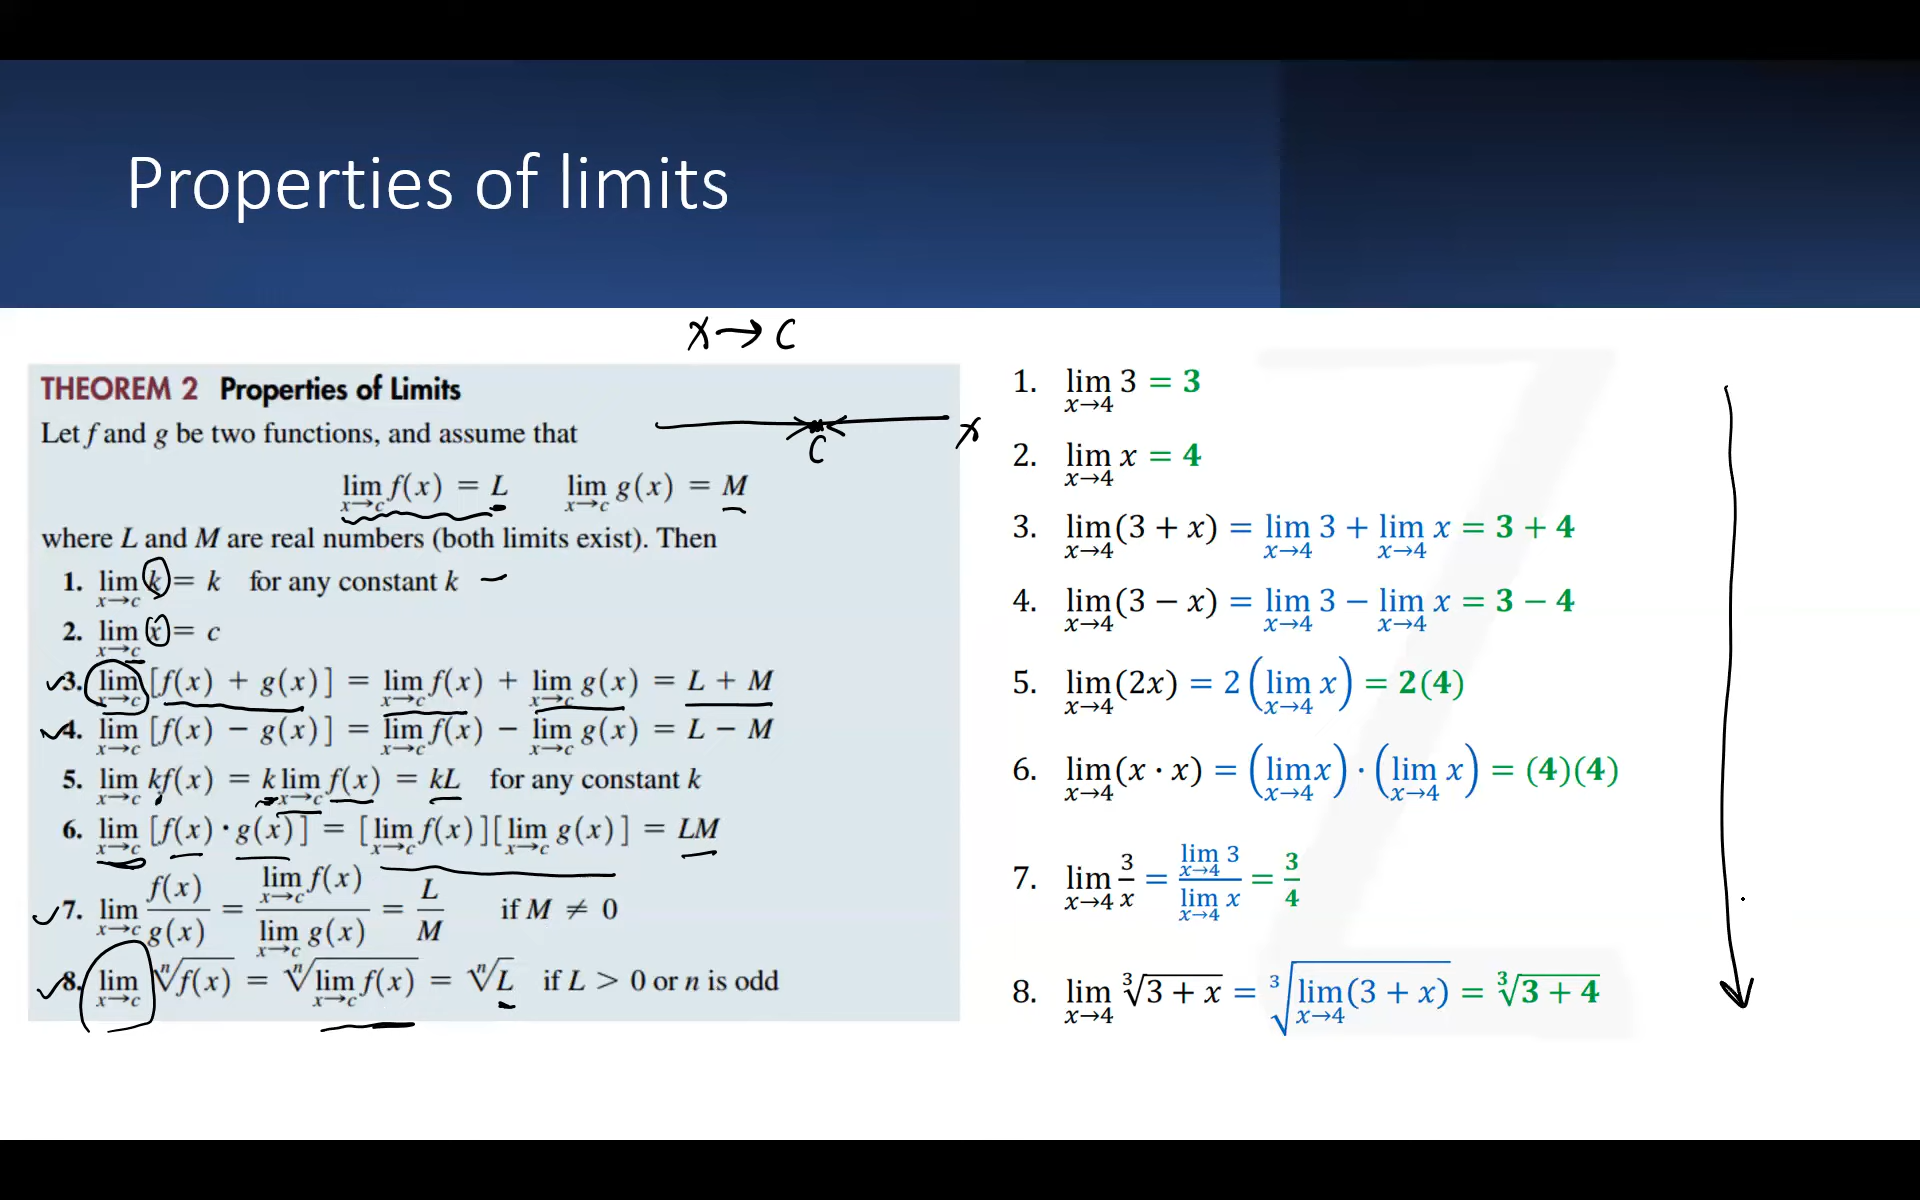 Properties of limits
x → c
THEOREM 2 Properties of Limits
Let f and g be two functions, and assume that
c x
lim x→c f(x) = L lim x→c g(x) = M
where L and M are real numbers (both limits exist). Then
1. lim x→c k = k for any constant k
2. lim x→c x = c
3. lim x→c [f(x) + g(x)] = lim x→c f(x) + lim x→c g(x) = L + M
4. lim x→c [f(x) − g(x)] = lim x→c f(x) − lim x→c g(x) = L − M
5. lim x→c kf(x) = k lim x→c f(x) = kL for any constant k
6. lim x→c [f(x) · g(x)] = [lim x→c f(x)][lim x→c g(x)] = LM
7. lim x→c f(x)/g(x) = lim x→c f(x) / lim x→c g(x) = L/M if M ≠ 0
8. lim x→c ⁿ√f(x) = ⁿ√lim x→c f(x) = ⁿ√L if L > 0 or n is odd
1. lim x→4 3 = 3
2. lim x→4 x = 4
3. lim x→4 (3 + x) = lim x→4 3 + lim x→4 x = 3 + 4
4. lim x→4 (3 − x) = lim x→4 3 − lim x→4 x = 3 − 4
5. lim x→4 (2x) = 2 (lim x→4 x) = 2(4)
6. lim x→4 (x · x) = (lim x→4 x) · (lim x→4 x) = (4)(4)
7. lim x→4 3/x = lim x→4 3 / lim x→4 x = 3/4
8. lim x→4 ³√3 + x = ³√lim x→4 (3 + x) = ³√3 + 4